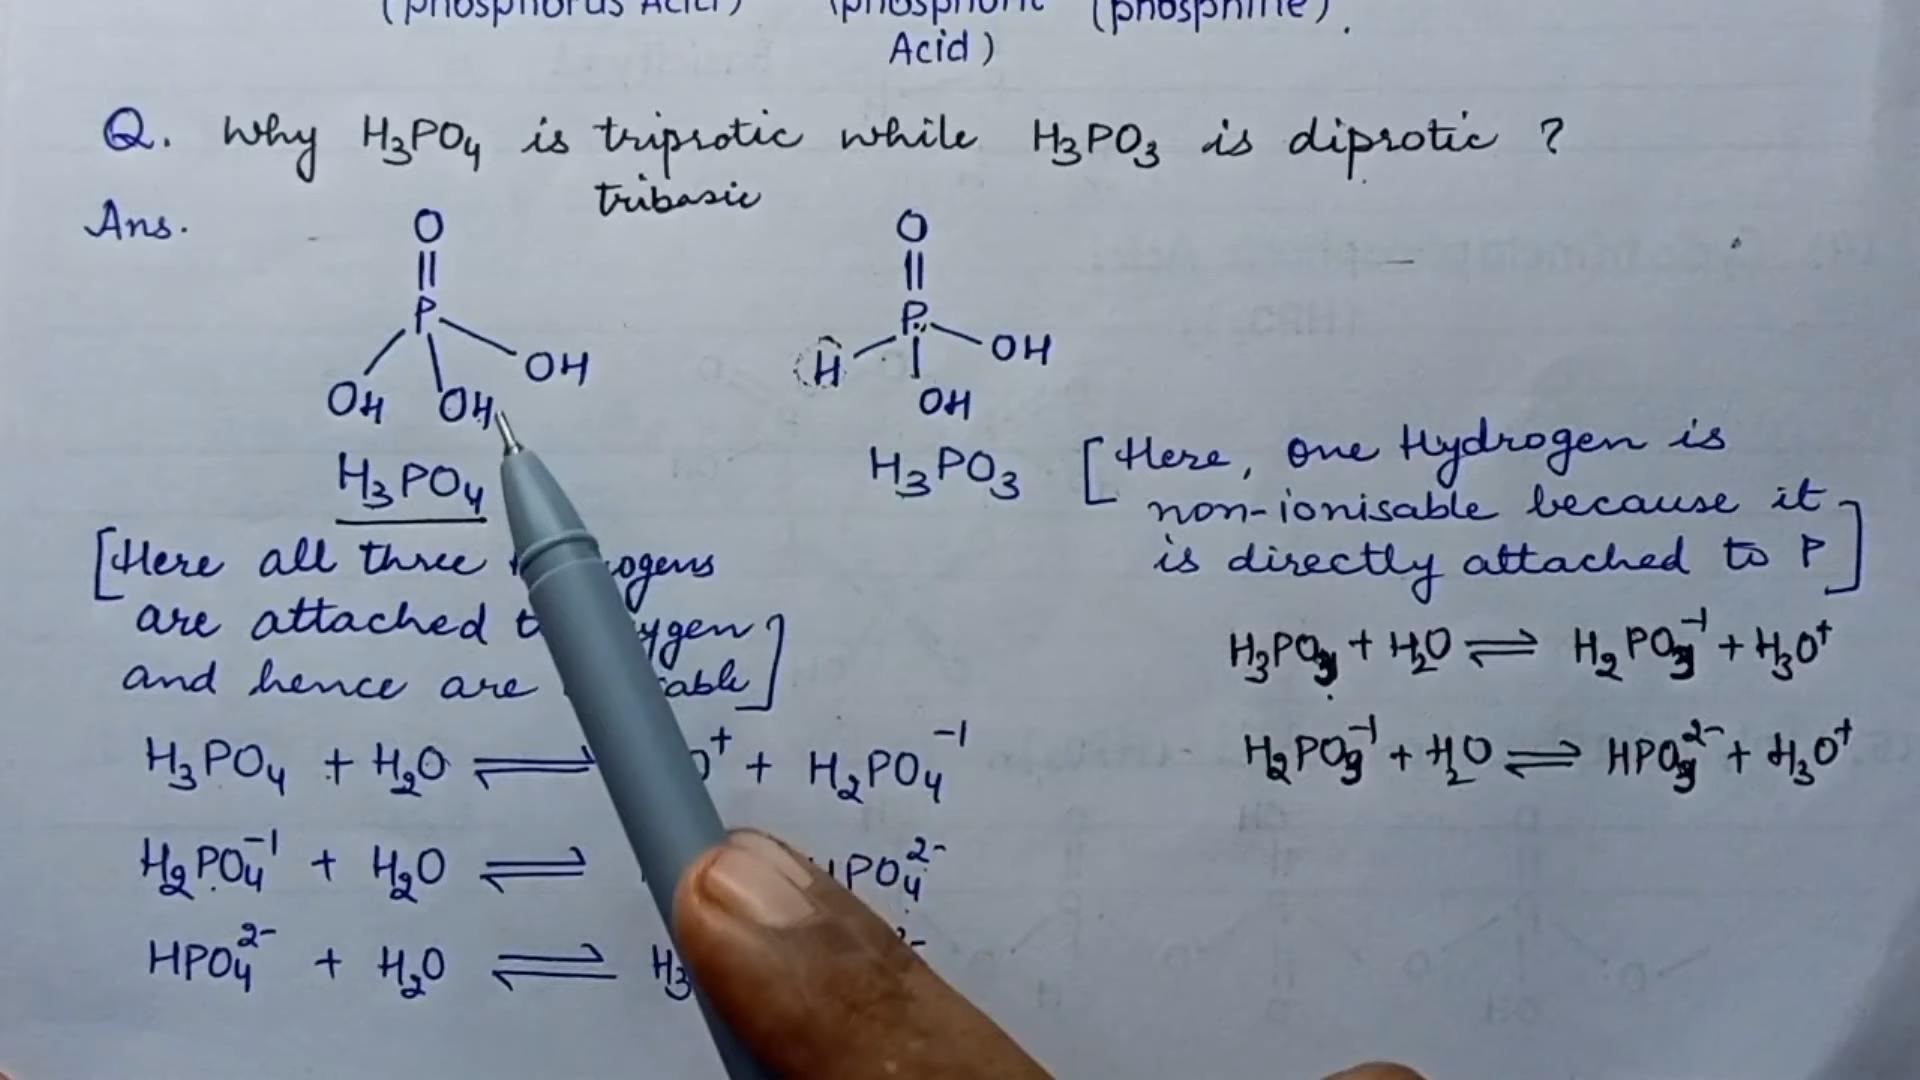 (phosphorus Acid) (phosphoric (phosphine).
Acid)
Q. Why H₃PO₄ is triprotic while H₃PO₃ is diprotic ?
tribasic
Ans.
O
||
P
OH OH OH
H₃PO₄
[Here all three
are attached
and hence are ]
H₃PO₄ + H₂O ⇌ + H₂PO₄⁻¹
H₂PO₄⁻¹ + H₂O ⇌ HPO₄²⁻
HPO₄²⁻ + H₂O ⇌ H₃
O
||
P
H OH OH
H₃PO₃
[Here, one Hydrogen is
non-ionisable because it
is directly attached to P]
H₃PO₃ + H₂O ⇌ H₂PO₃⁻¹ + H₃O⁺
H₂PO₃⁻¹ + H₂O ⇌ HPO₃²⁻ + H₃O⁺